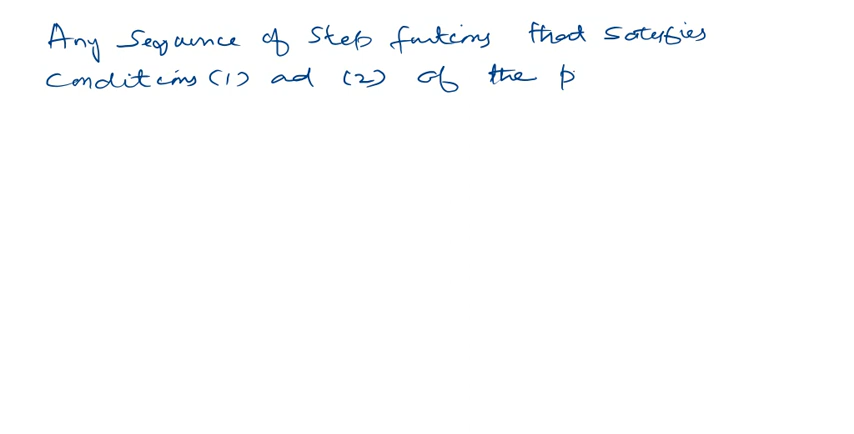 Any Sequence of Step functions that satisfies
Conditions (1) and (2) of the p